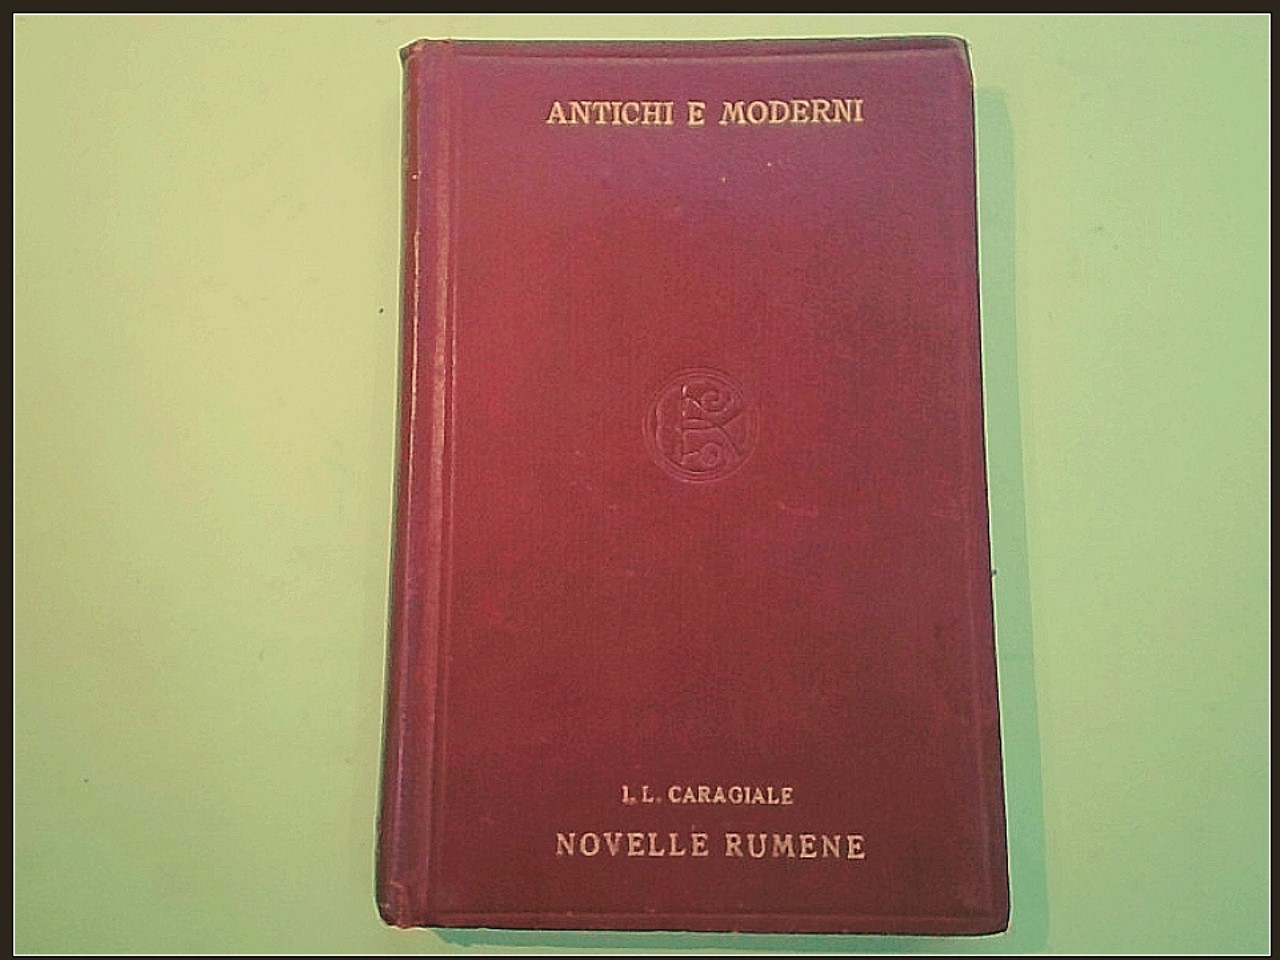 ANTICHI E MODERNI
I. L. CARAGIALE
NOVELLE RUMENE